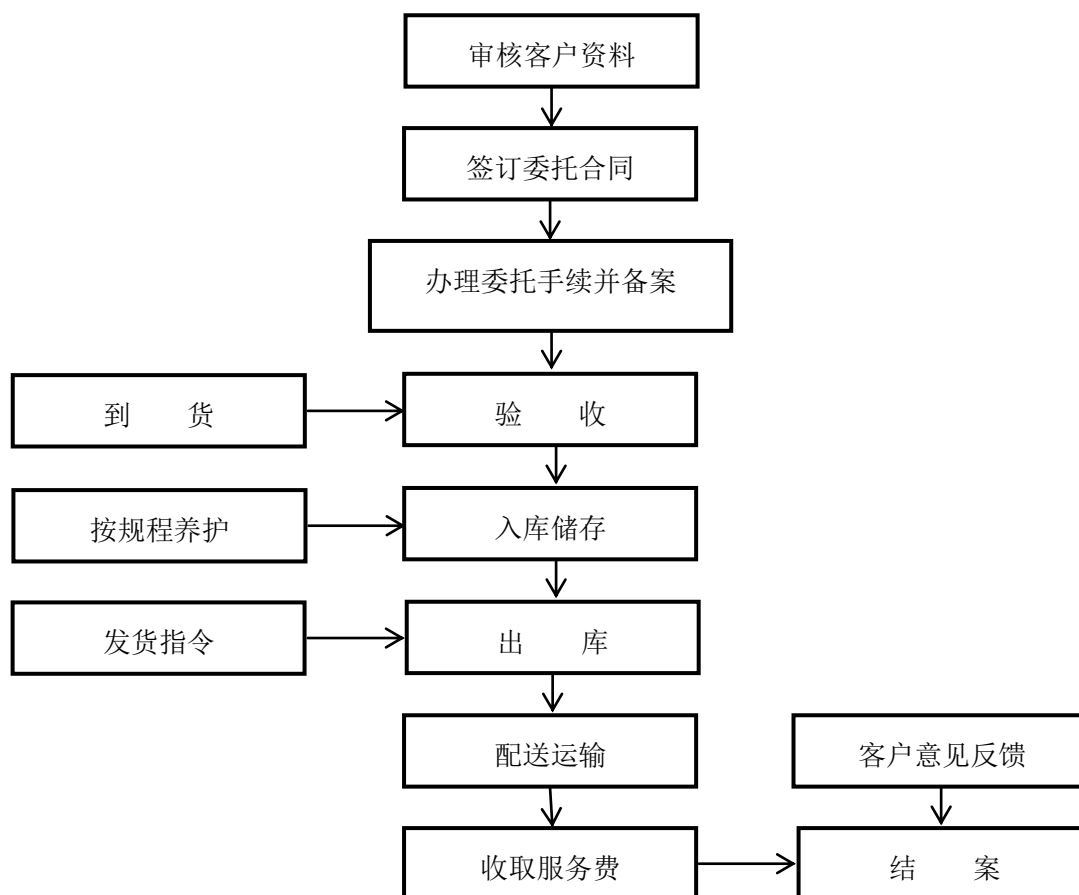 审核客户资料
签订委托合同
办理委托手续并备案
到　　货
验　　收
按规程养护
入库储存
发货指令
出　　库
配送运输
客户意见反馈
收取服务费
结　　案